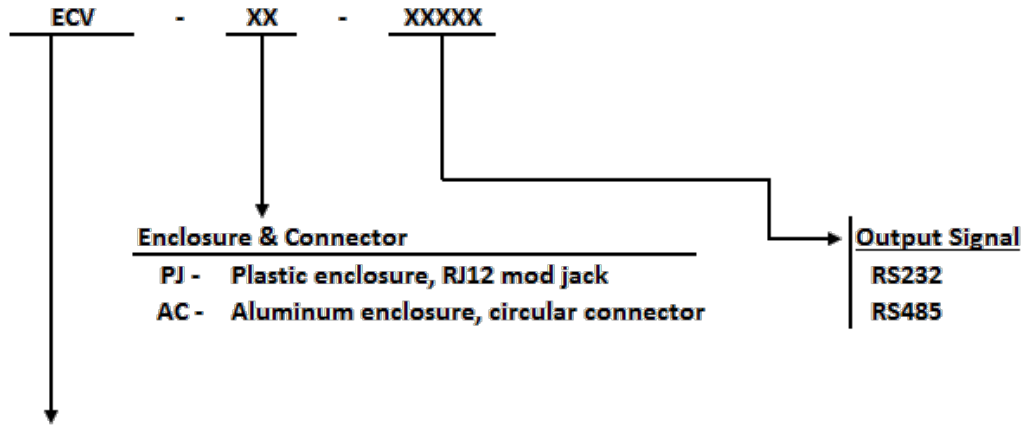 ECV - XX - XXXXX
Enclosure & Connector
PJ - Plastic enclosure, RJ12 mod jack
AC - Aluminum enclosure, circular connector
Output Signal
RS232
RS485